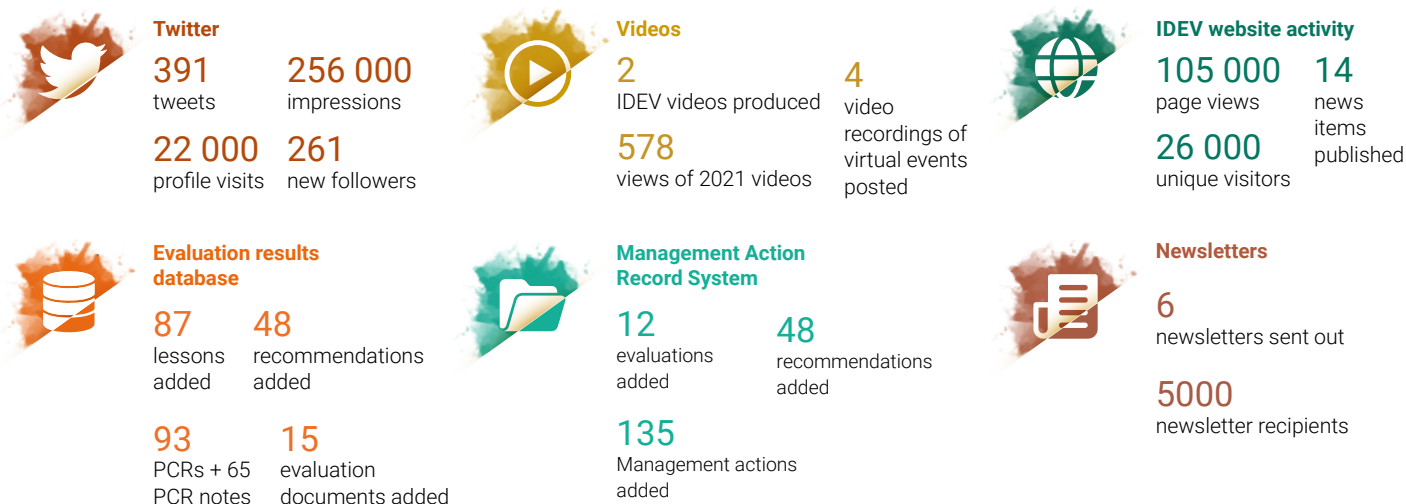 Twitter
391
tweets
256 000
impressions
22 000
profile visits
261
new followers
Videos
2
IDEV videos produced
578
views of 2021 videos
4
video
recordings of
virtual events
posted
IDEV website activity
105 000
page views
26 000
unique visitors
14
news
items
published
Evaluation results
database
87
lessons
added
48
recommendations
added
93
PCRs + 65
PCR notes
15
evaluation
documents added
Management Action
Record System
12
evaluations
added
48
recommendations
added
135
Management actions
added
Newsletters
6
newsletters sent out
5000
newsletter recipients